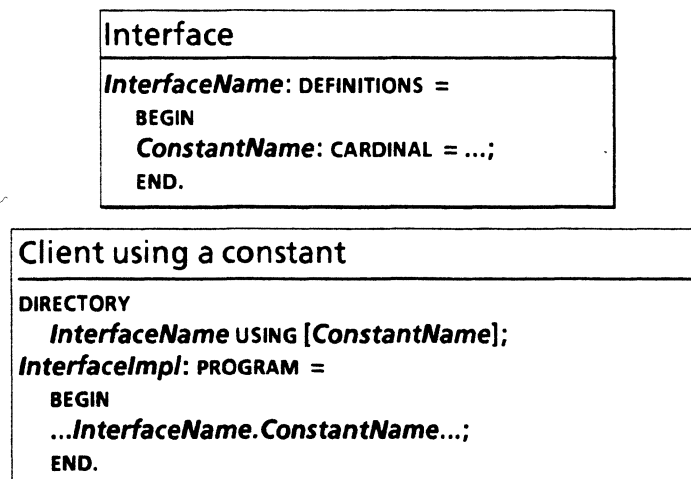 Interface
InterfaceName: DEFINITIONS =
BEGIN
ConstantName: CARDINAL = ...;
END.
Client using a constant
DIRECTORY
InterfaceName USING [ConstantName];
InterfaceImpl: PROGRAM =
BEGIN
...InterfaceName.ConstantName...;
END.